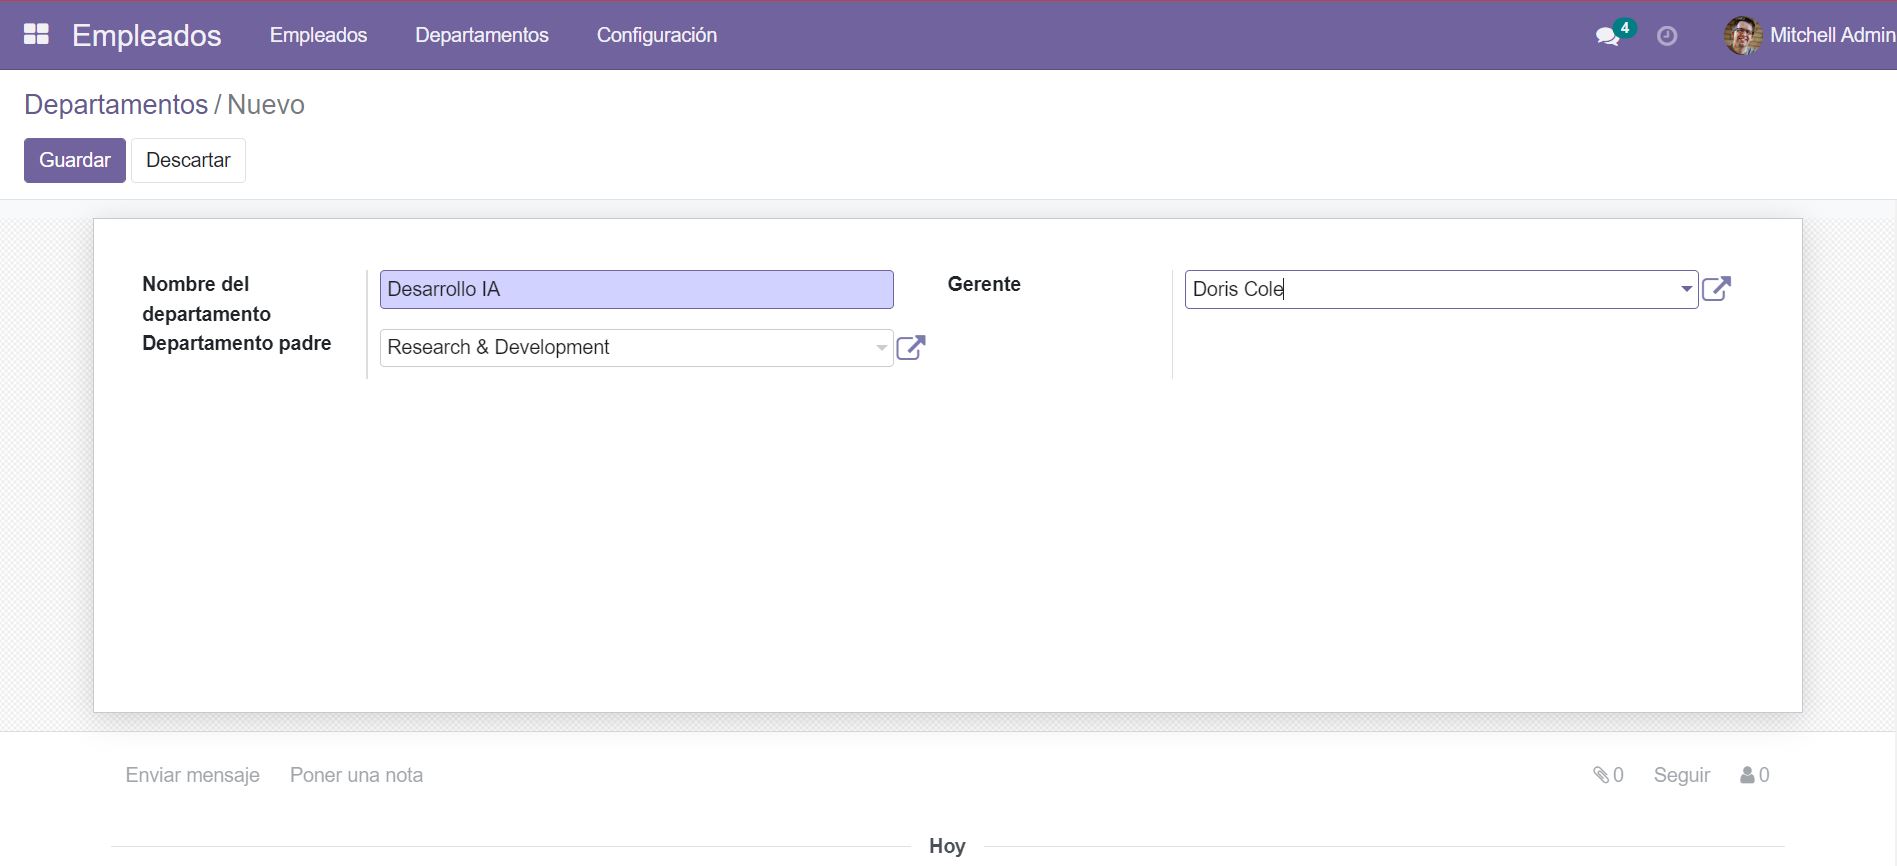 Empleados Empleados Departamentos Configuración 4 Mitchell Admin
Departamentos / Nuevo
Guardar Descartar
Nombre del departamento Desarrollo IA Gerente Doris Cole
Departamento padre Research & Development
Enviar mensaje Poner una nota 0 Seguir 0
Hoy